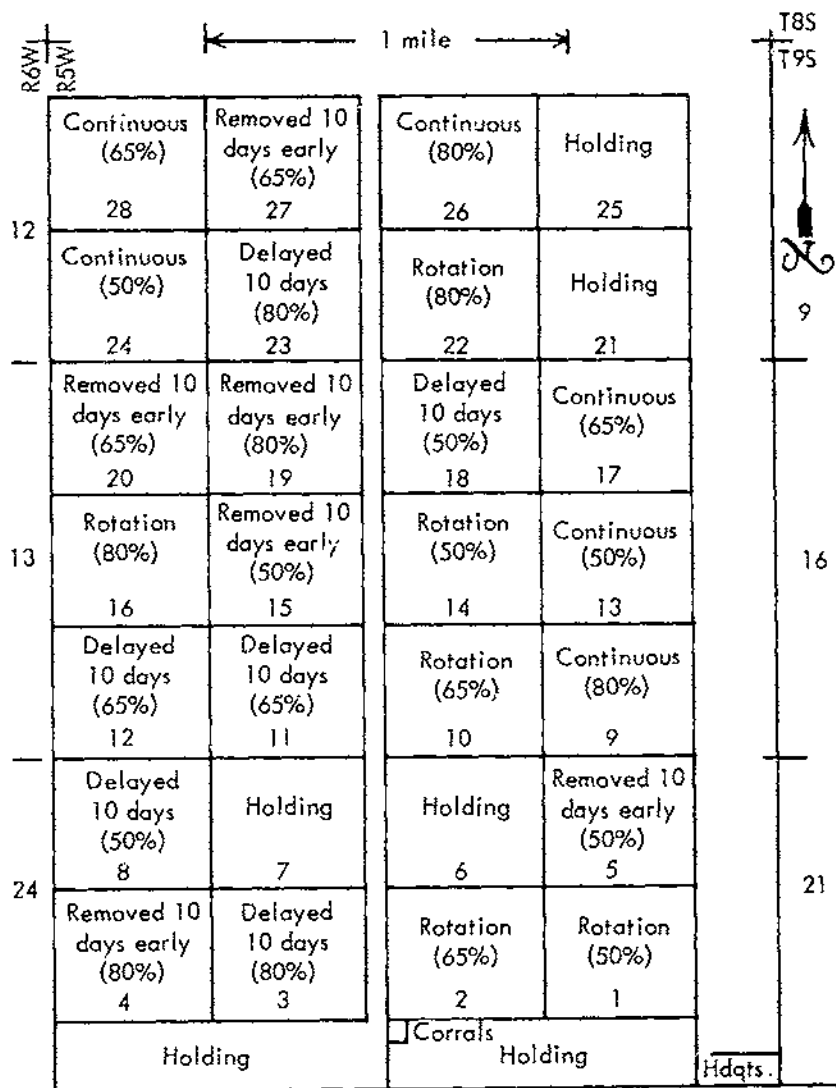 R6W
R5W
1 mile
T8S
T9S
Continuous
(65%)
28
Removed 10
days early
(65%)
27
Continuous
(80%)
26
Holding
25
12
N
9
Continuous
(50%)
24
Delayed
10 days
(80%)
23
Rotation
(80%)
22
Holding
21
Removed 10
days early
(65%)
20
Removed 10
days early
(80%)
19
Delayed
10 days
(50%)
18
Continuous
(65%)
17
13
16
Rotation
(80%)
16
Removed 10
days early
(50%)
15
Rotation
(50%)
14
Continuous
(50%)
13
Delayed
10 days
(65%)
12
Delayed
10 days
(65%)
11
Rotation
(65%)
10
Continuous
(80%)
9
Delayed
10 days
(50%)
8
Holding
7
Holding
6
Removed 10
days early
(50%)
5
24
21
Removed 10
days early
(80%)
4
Delayed
10 days
(80%)
3
Rotation
(65%)
2
Rotation
(50%)
1
Corrals
Holding
Holding
Hdqts.